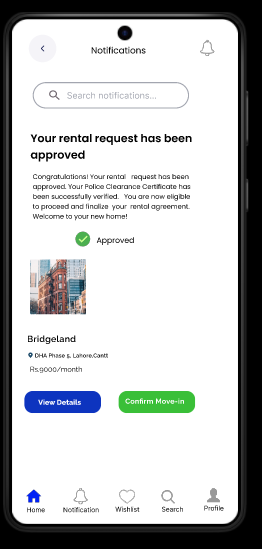 Notifications
Search notifications...
Your rental request has been
approved
Congratulations! Your rental request has been
approved. Your Police Clearance Certificate has
been successfully verified. You are now eligible
to proceed and finalize your rental agreement.
Welcome to your new home!
Approved
Bridgeland
DHA Phase 5, Lahore,Cantt
Rs.9000/month
View Details Confirm Move-in
Home Notification Wishlist Search Profile